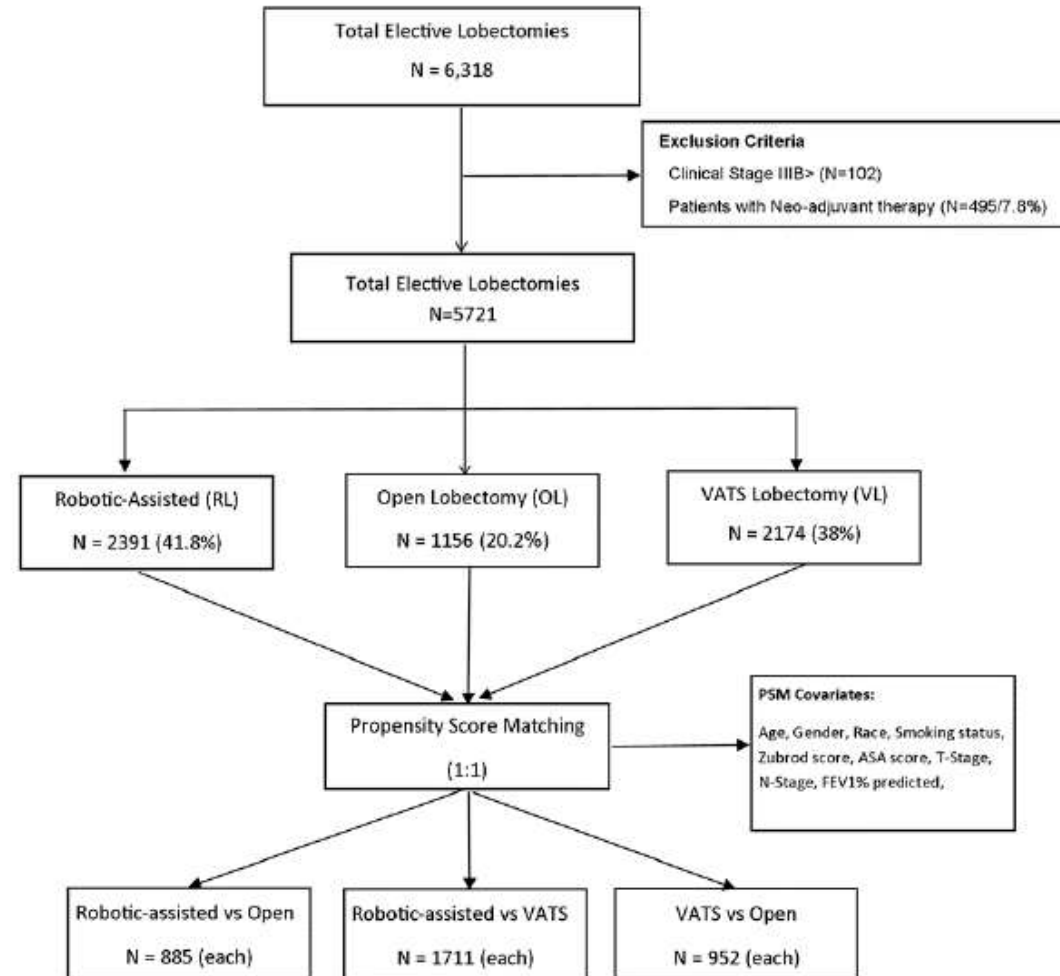 Total Elective Lobectomies
N = 6,318
Exclusion Criteria
Clinical Stage IIIB> (N=102)
Patients with Neo-adjuvant therapy (N=495/7.8%)
Total Elective Lobectomies
N=5721
Robotic-Assisted (RL)
N = 2391 (41.8%)
Open Lobectomy (OL)
N = 1156 (20.2%)
VATS Lobectomy (VL)
N = 2174 (38%)
Propensity Score Matching
(1:1)
PSM Covariates:
Age, Gender, Race, Smoking status,
Zubrod score, ASA score, T-Stage,
N-Stage, FEV1% predicted,
Robotic-assisted vs Open
N = 885 (each)
Robotic-assisted vs VATS
N = 1711 (each)
VATS vs Open
N = 952 (each)